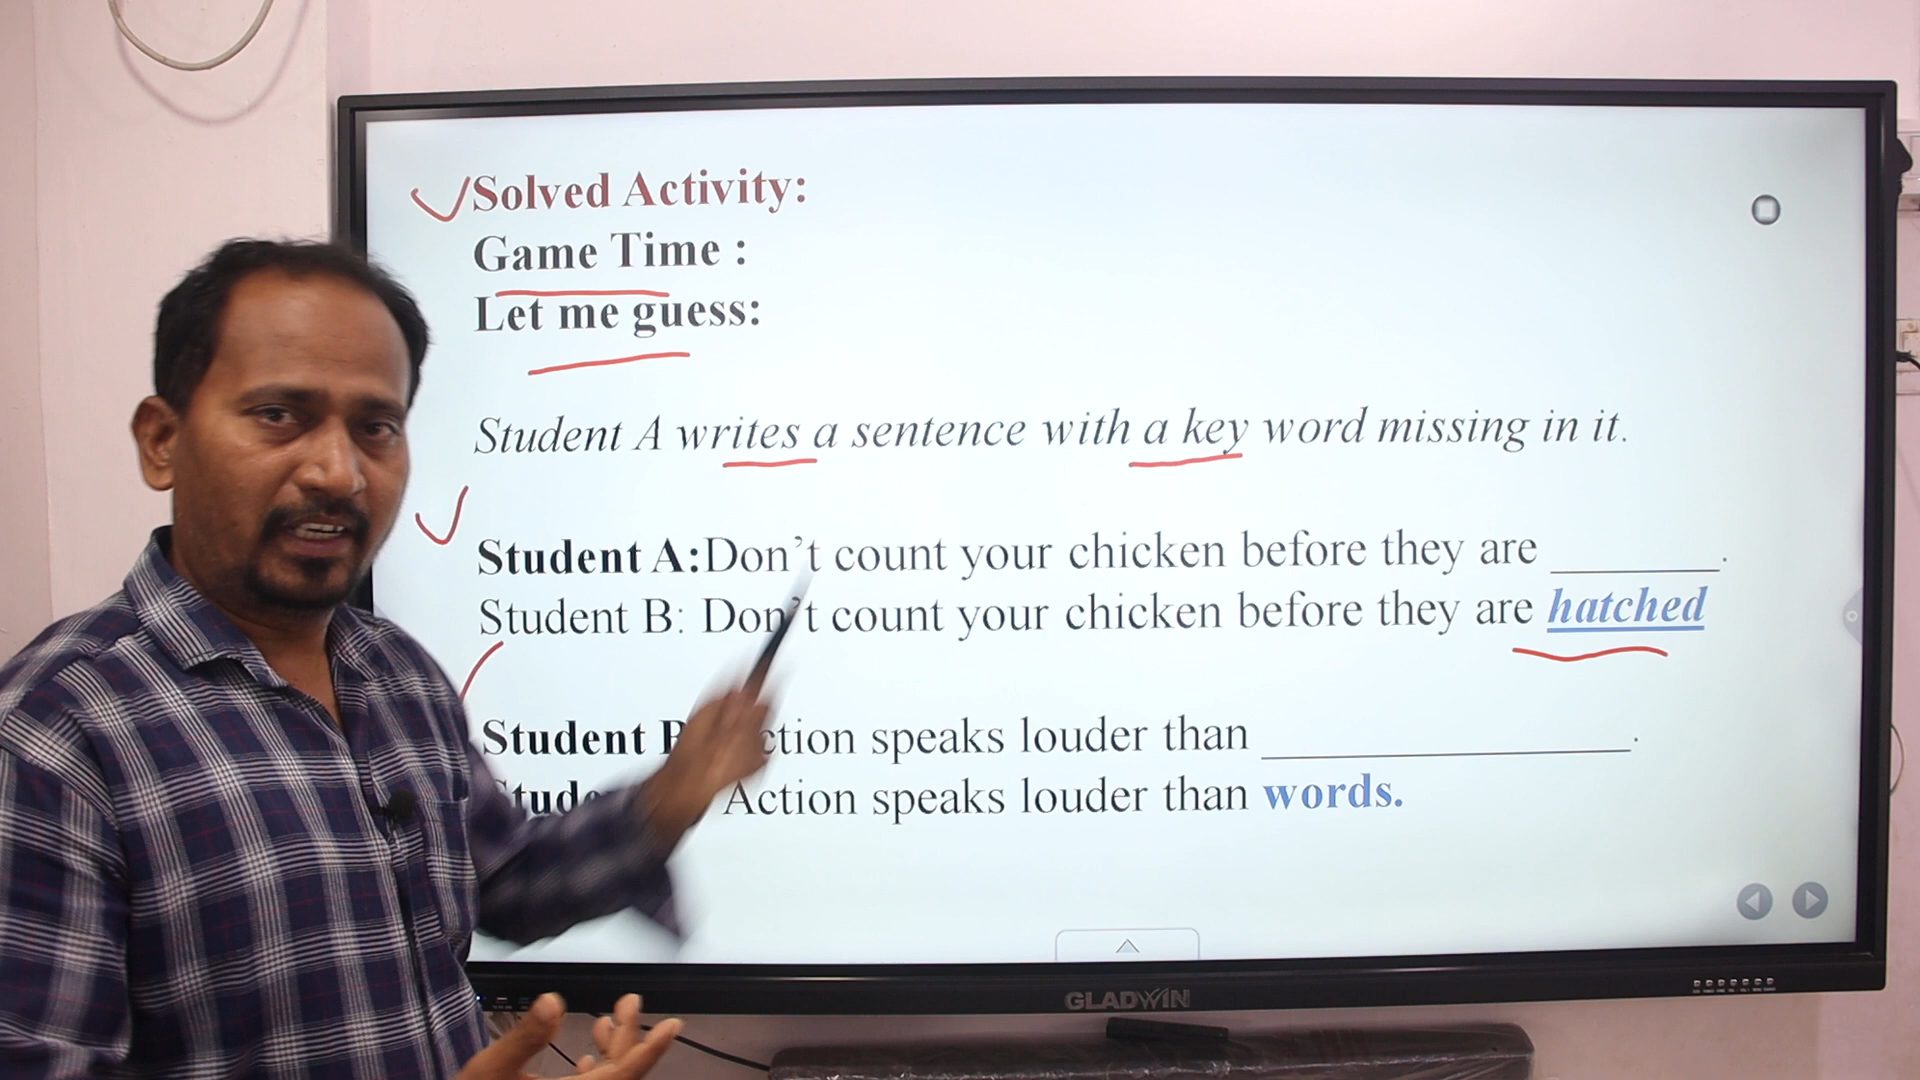 Solved Activity:
Game Time :
Let me guess:
Student A writes a sentence with a key word missing in it.
Student A:Don't count your chicken before they are ________.
Student B: Don't count your chicken before they are hatched
Student speaks louder than ________________.
Action speaks louder than words.
GLADWIN